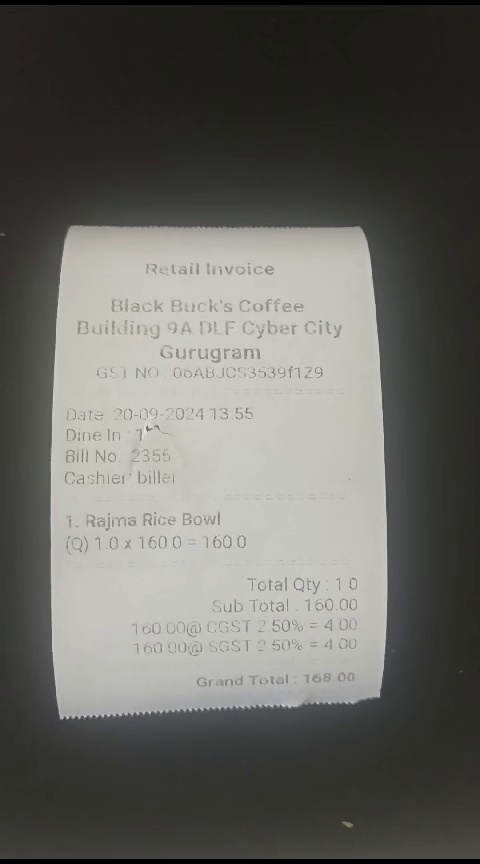 Retail Invoice
Black Buck's Coffee
Building 9A DLF Cyber City
Gurugram
GST NO
Date 20-09-2024 13:55
Dine In : 1
Bill No. 2355
Cashier: biller
1. Rajma Rice Bowl
(Q) 1.0 x 160.0 = 160.0
Total Qty : 1.0
Sub Total : 160.00
160.00@ CGST 2.50% = 4.00
160.00@ SGST 2.50% = 4.00
Grand Total : 168.00